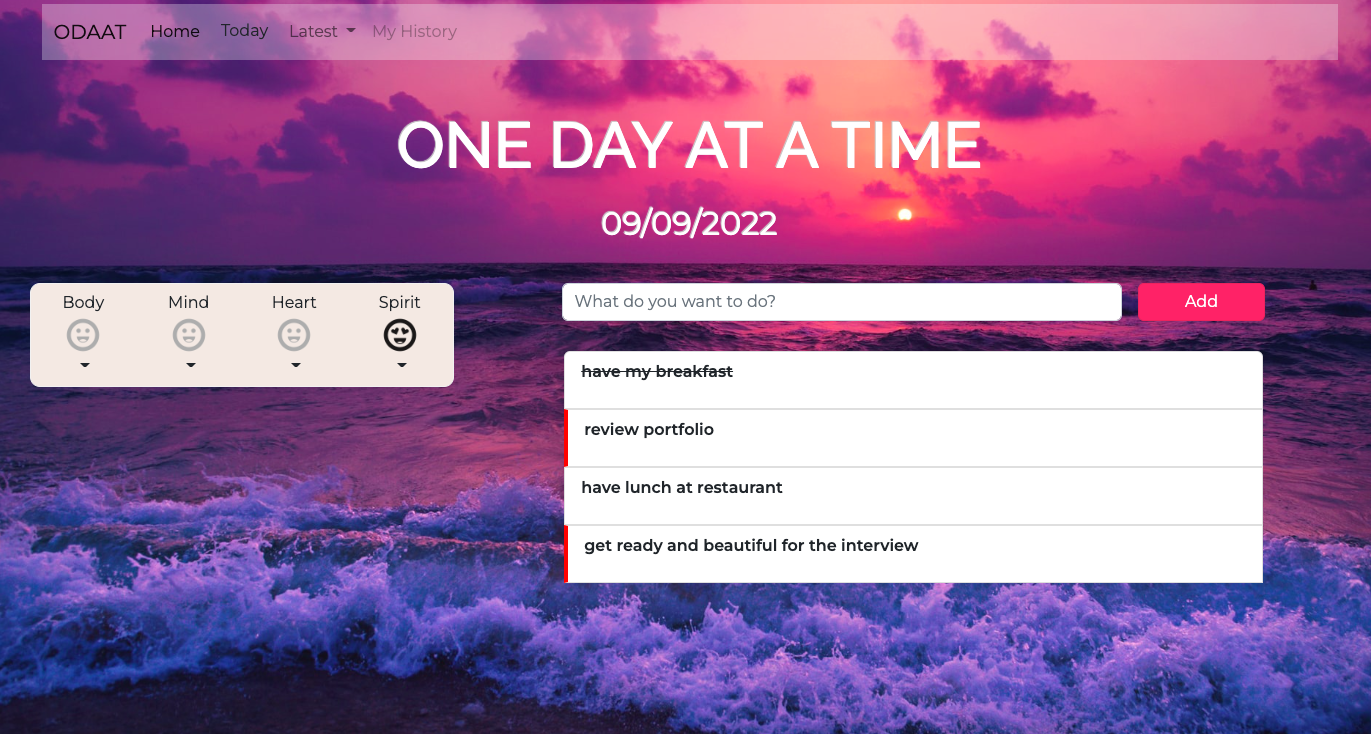 ODAAT Home Today Latest My History
ONE DAY AT A TIME
09/09/2022
Body Mind Heart Spirit
What do you want to do? Add
have my breakfast
review portfolio
have lunch at restaurant
get ready and beautiful for the interview